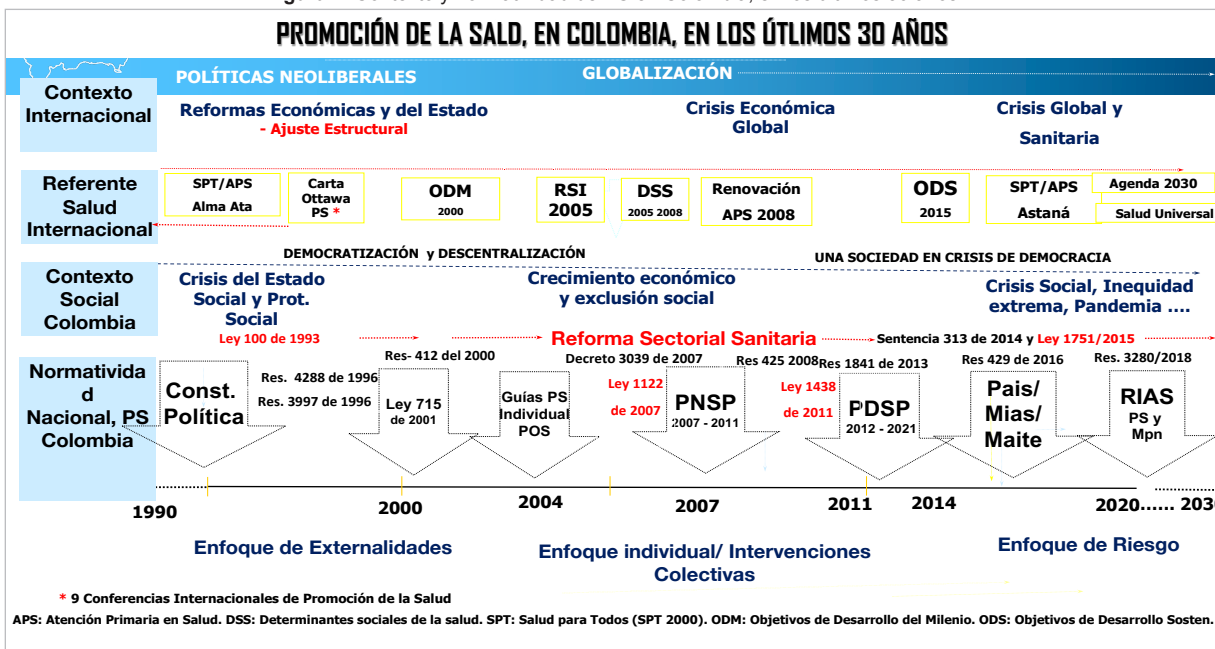 PROMOCIÓN DE LA SALD, EN COLOMBIA, EN LOS ÚTLIMOS 30 AÑOS
POLÍTICAS NEOLIBERALES
GLOBALIZACIÓN
Contexto
Internacional
Reformas Económicas y del Estado
- Ajuste Estructural
Crisis Económica
Global
Crisis Global y
Sanitaria
Referente
Salud
Internacional
SPT/APS
Alma Ata
Carta
Ottawa
PS *
ODM
2000
RSI
2005
DSS
2005 2008
Renovación
APS 2008
ODS
2015
SPT/APS
Astaná
Agenda 2030
Salud Universal
DEMOCRATIZACIÓN y DESCENTRALIZACIÓN
UNA SOCIEDAD EN CRISIS DE DEMOCRACIA
Contexto
Social
Colombia
Crisis del Estado
Social y Prot.
Social
Crecimiento económico
y exclusión social
Crisis Social, Inequidad
extrema, Pandemia ....
Ley 100 de 1993
Reforma Sectorial Sanitaria
Sentencia 313 de 2014 y Ley 1751/2015
Normativida
d
Nacional, PS
Colombia
Const.
Política
Res. 4288 de 1996
Res. 3997 de 1996
Res- 412 del 2000
Ley 715
de 2001
Guías PS
Individual
POS
Decreto 3039 de 2007
Ley 1122
de 2007
PNSP
2007 - 2011
Res 425 2008
Ley 1438
de 2011
Res 1841 de 2013
PDSP
2012 - 2021
Res 429 de 2016
Pais/
Mias/
Maite
Res. 3280/2018
RIAS
PS y
Mpn
1990
2000
2004
2007
2011
2014
2020...... 2030
Enfoque de Externalidades
Enfoque individual/ Intervenciones
Colectivas
Enfoque de Riesgo
* 9 Conferencias Internacionales de Promoción de la Salud
APS: Atención Primaria en Salud. DSS: Determinantes sociales de la salud. SPT: Salud para Todos (SPT 2000). ODM: Objetivos de Desarrollo del Milenio. ODS: Objetivos de Desarrollo Sosten.